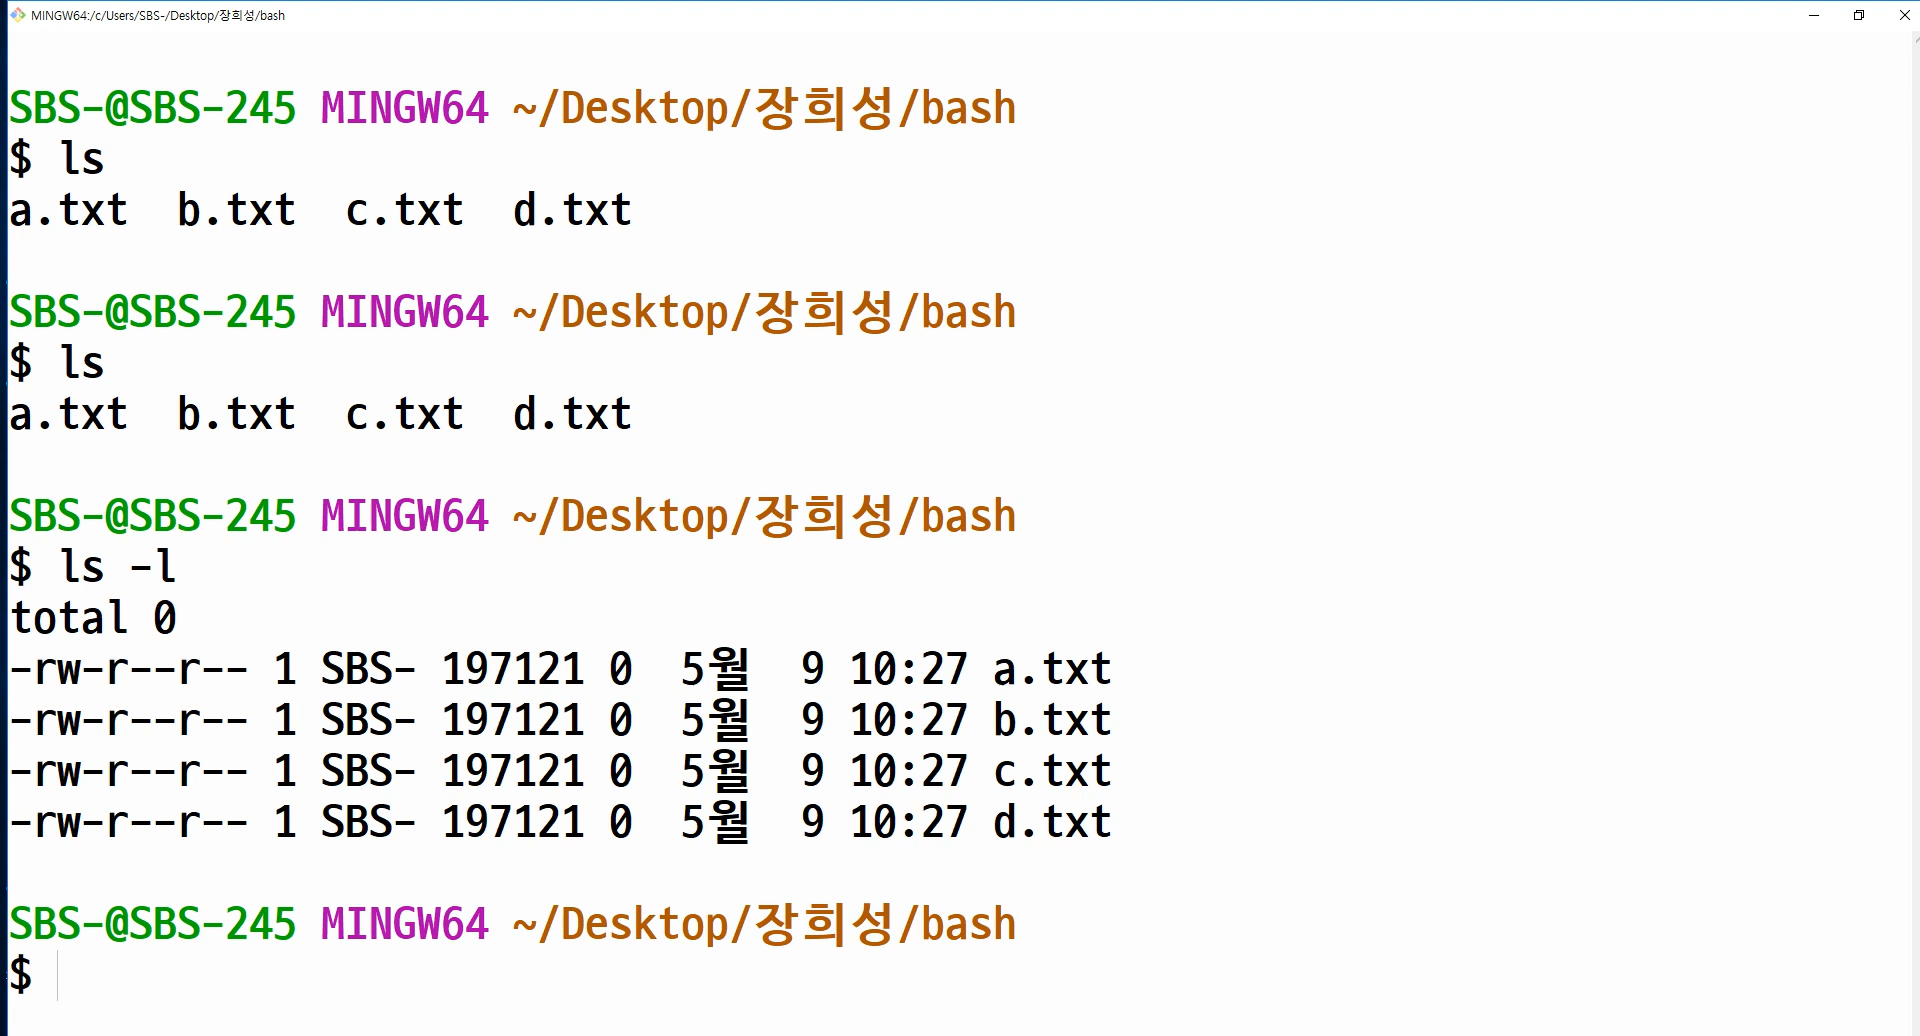 MINGW64:/c/Users/SBS-/Desktop/장희성/bash
SBS-@SBS-245 MINGW64 ~/Desktop/장희성/bash
$ ls
a.txt  b.txt  c.txt  d.txt
SBS-@SBS-245 MINGW64 ~/Desktop/장희성/bash
$ ls
a.txt  b.txt  c.txt  d.txt
SBS-@SBS-245 MINGW64 ~/Desktop/장희성/bash
$ ls -l
total 0
-rw-r--r-- 1 SBS- 197121 0  5월  9 10:27 a.txt
-rw-r--r-- 1 SBS- 197121 0  5월  9 10:27 b.txt
-rw-r--r-- 1 SBS- 197121 0  5월  9 10:27 c.txt
-rw-r--r-- 1 SBS- 197121 0  5월  9 10:27 d.txt
SBS-@SBS-245 MINGW64 ~/Desktop/장희성/bash
$